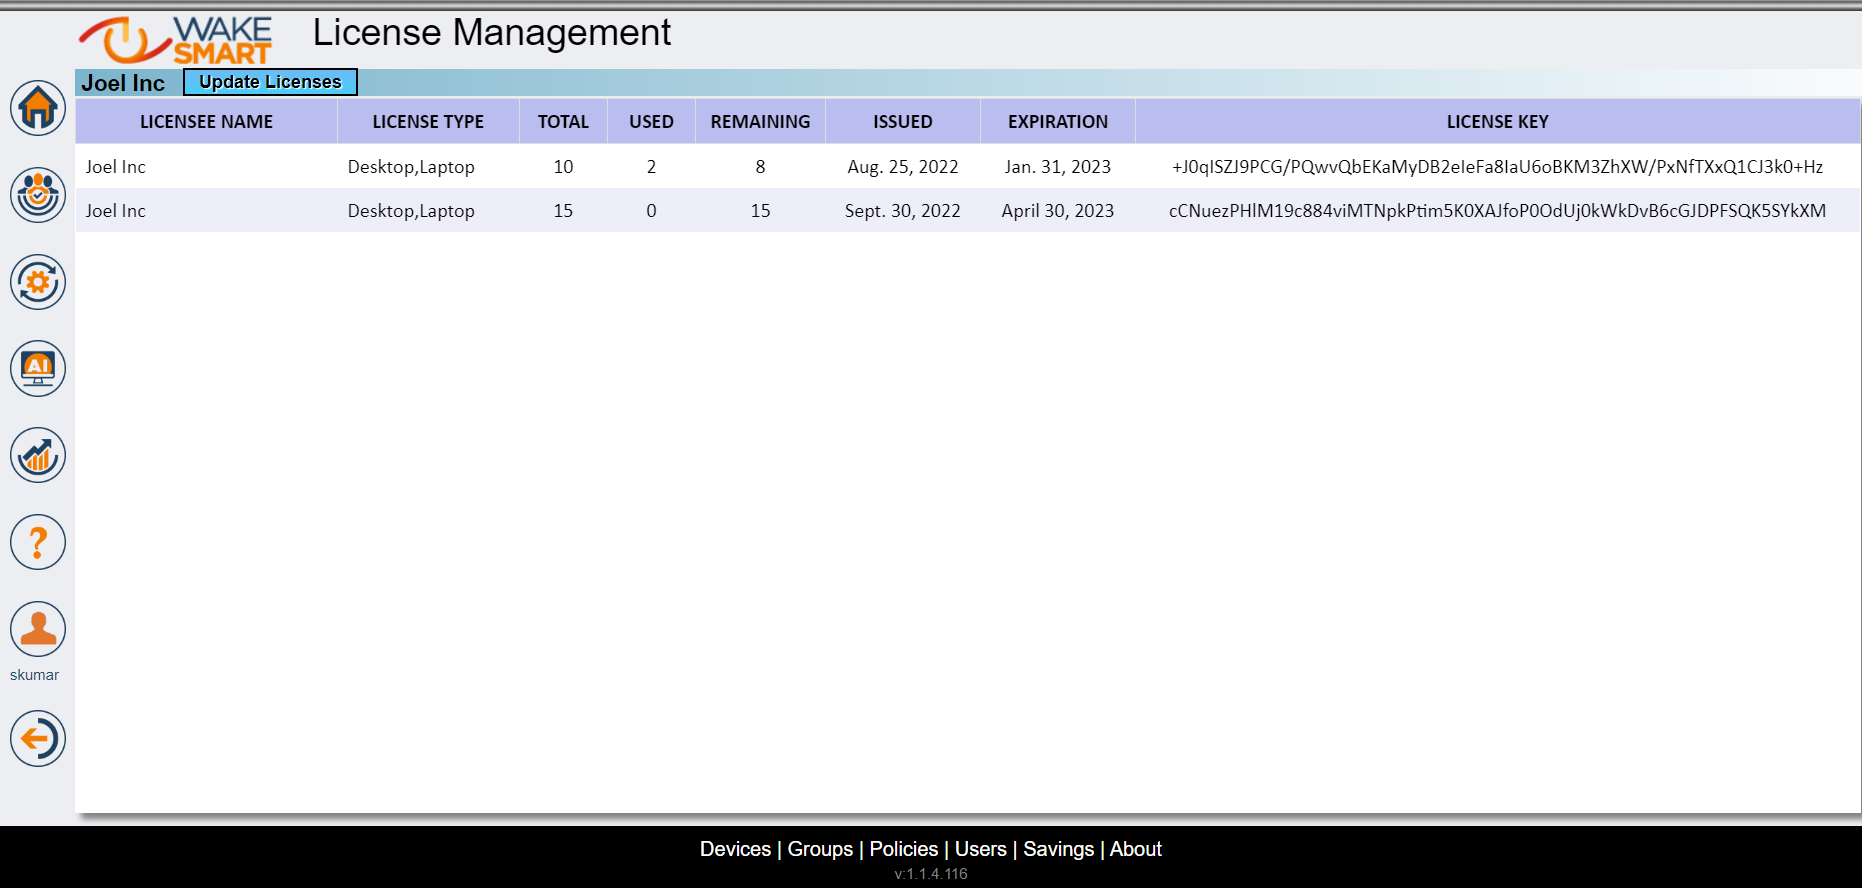 WAKE
SMART
License Management
Joel Inc
Update Licenses
LICENSEE NAME LICENSE TYPE TOTAL USED REMAINING ISSUED EXPIRATION LICENSE KEY
Joel Inc Desktop,Laptop 10 2 8 Aug. 25, 2022 Jan. 31, 2023 +J0qISZJ9PCG/PQwvQbEKaMyDB2eIeFa8IaU6oBKM3ZhXW/PxNfTXxQ1CJ3k0+Hz
Joel Inc Desktop,Laptop 15 0 15 Sept. 30, 2022 April 30, 2023 cCNuezPHlM19c884viMTNpkPtim5K0XAJfoP0OdUj0kWkDvB6cGJDPFSQK5SYkXM
AI
?
skumar
Devices | Groups | Policies | Users | Savings | About
v:1.1.4.116